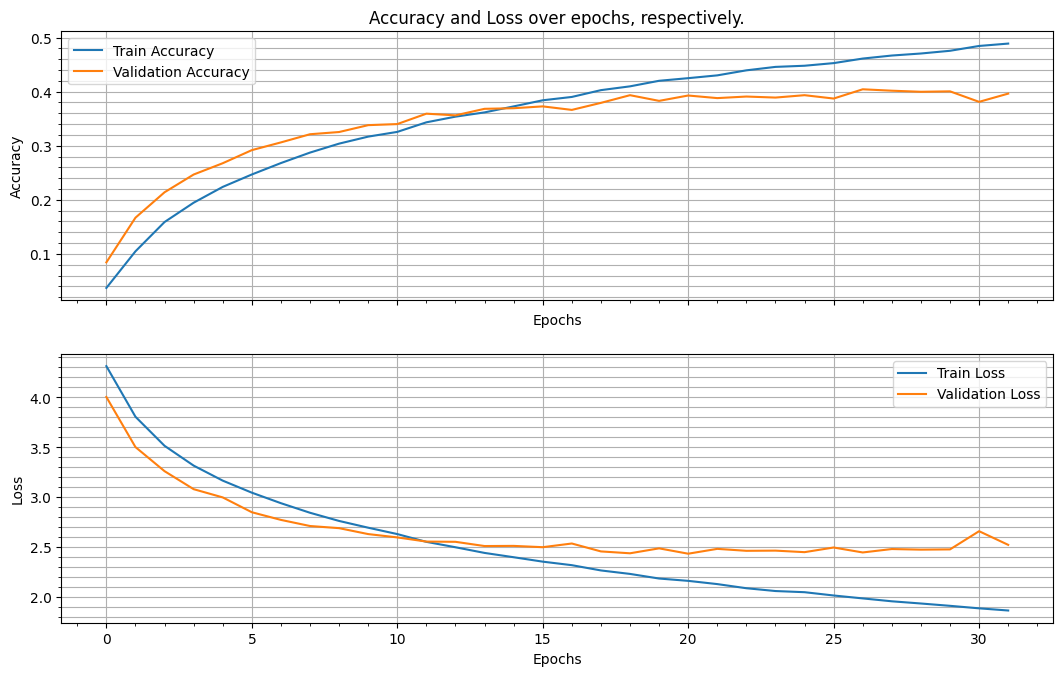 Accuracy and Loss over epochs, respectively.
0.5
0.4
0.3
0.2
0.1
Accuracy
Train Accuracy
Validation Accuracy
Epochs
4.0
3.5
3.0
2.5
2.0
Loss
Train Loss
Validation Loss
0 5 10 15 20 25 30
Epochs